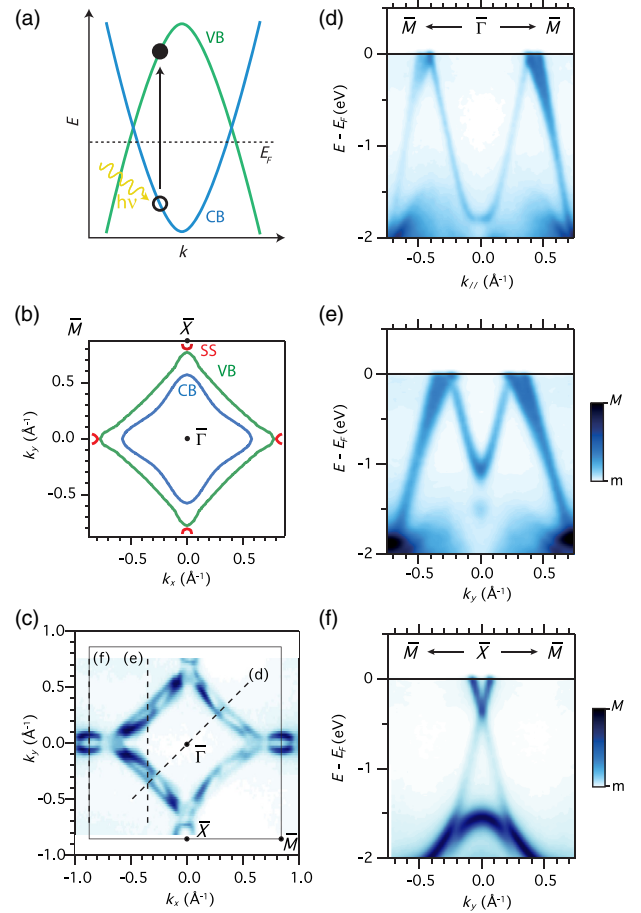 (a)
VB
E
E_F
hν
CB
k
(b)
M̄
X̄
SS
VB
CB
Γ̄
0.5
0.0
-0.5
k_y (Å⁻¹)
-0.5
0.0
0.5
k_x (Å⁻¹)
(c)
1.0
0.5
0.0
-0.5
-1.0
k_y (Å⁻¹)
(f)
(e)
(d)
Γ̄
X̄
M̄
-1.0
-0.5
0.0
0.5
1.0
k_x (Å⁻¹)
(d)
M̄ ← Γ̄ → M̄
0
-1
-2
E − E_F (eV)
-0.5
0.0
0.5
k_// (Å⁻¹)
(e)
0
-1
-2
E − E_F (eV)
-0.5
0.0
0.5
k_y (Å⁻¹)
M
m
(f)
M̄ ← X̄ → M̄
0
-1
-2
E − E_F (eV)
-0.5
0.0
0.5
k_y (Å⁻¹)
M
m